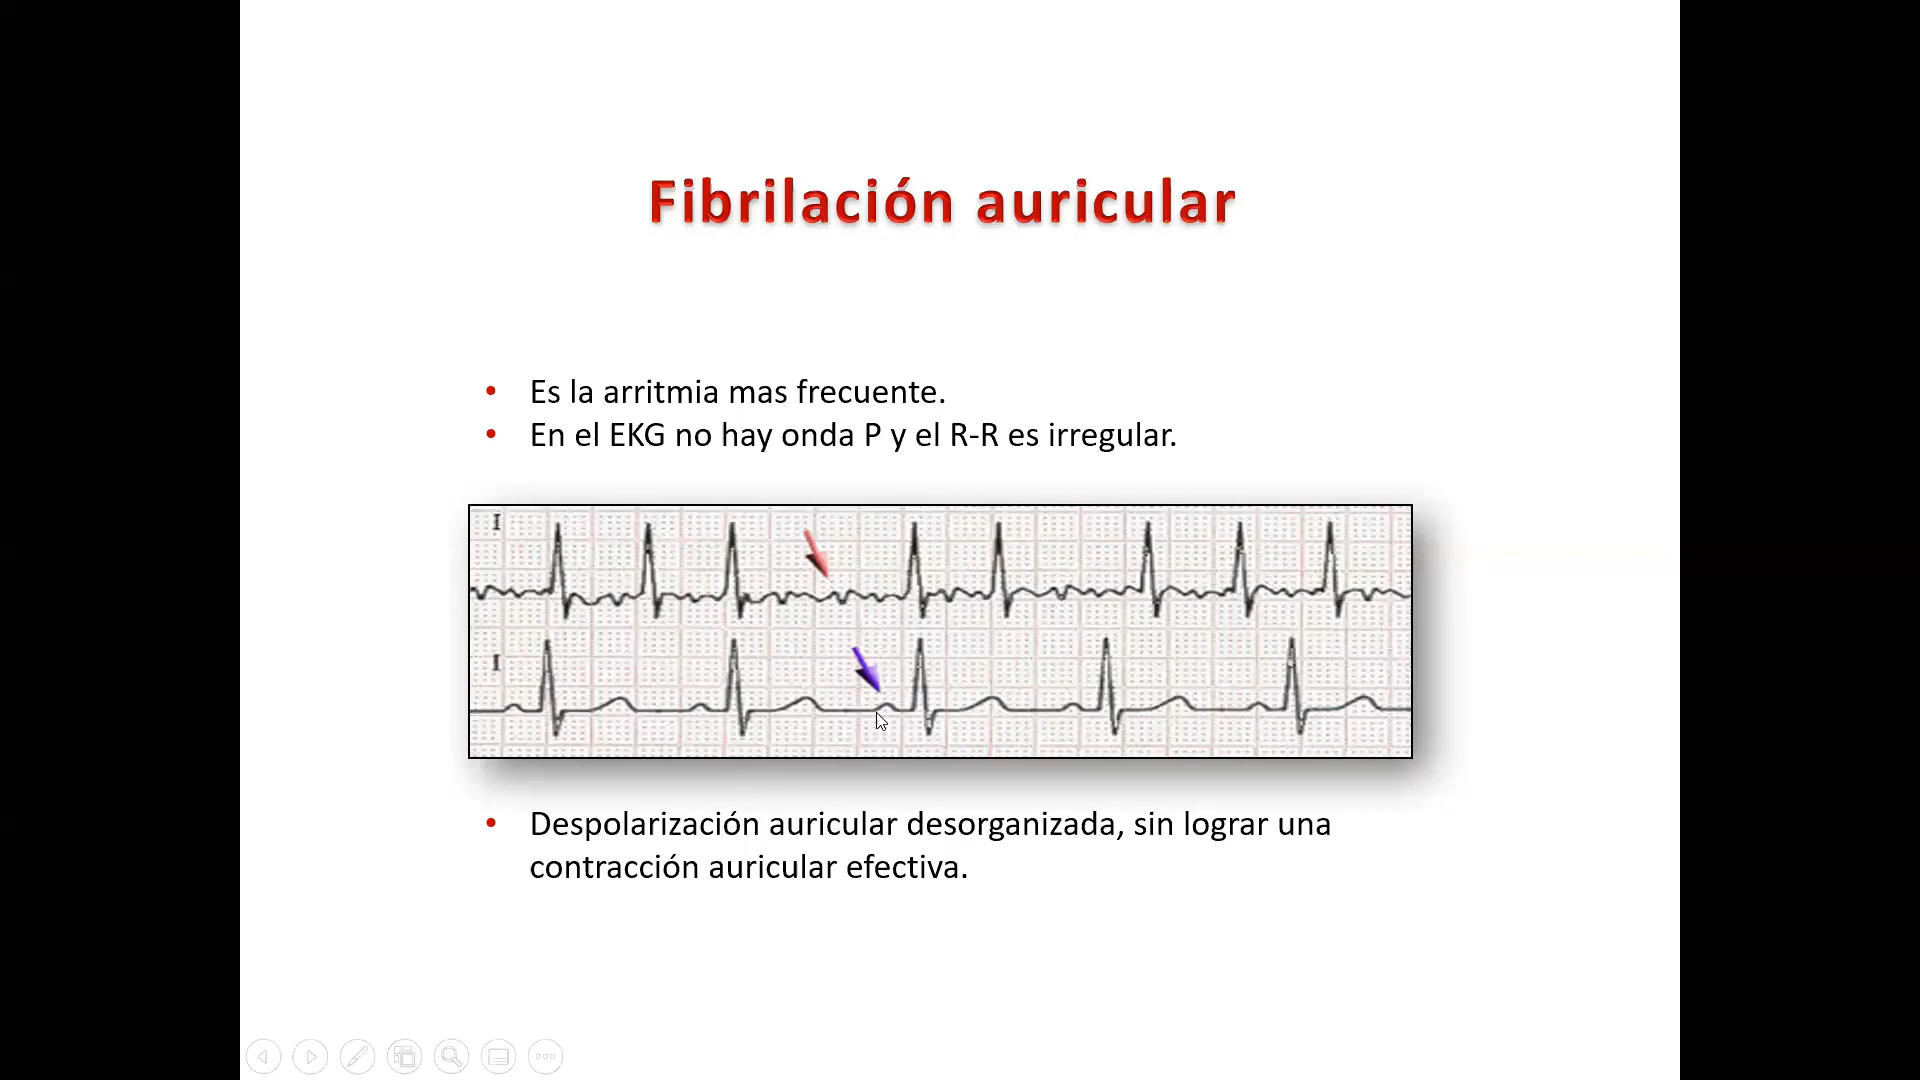 Fibrilación auricular
• Es la arritmia mas frecuente.
• En el EKG no hay onda P y el R-R es irregular.
I
I
• Despolarización auricular desorganizada, sin lograr una
contracción auricular efectiva.